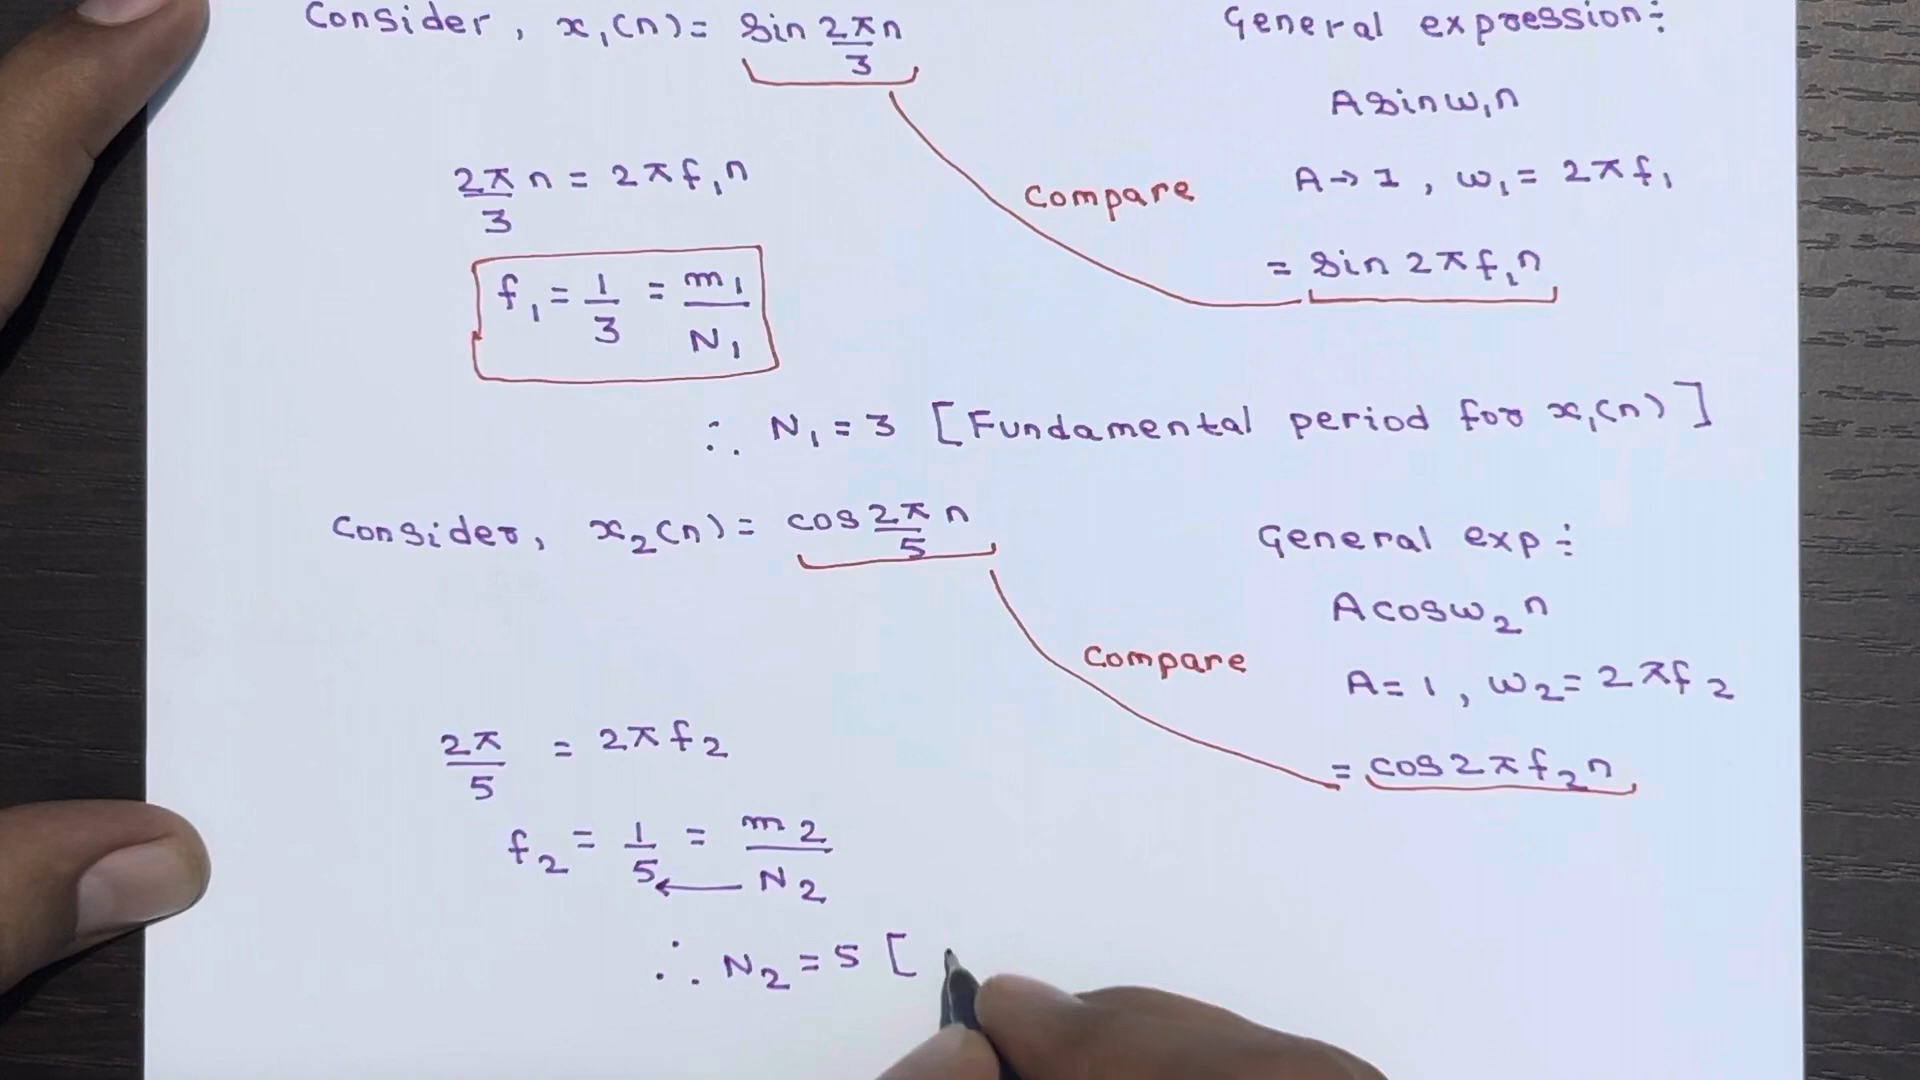 Consider, x₁(n) = sin 2πn/3
General expression:
A sin ω₁n
A → 1, ω₁ = 2πf₁
= sin 2πf₁n
Compare
2π/3 n = 2πf₁n
f₁ = 1/3 = m₁/N₁
∴ N₁ = 3 [Fundamental period for x₁(n)]
Consider, x₂(n) = cos 2π/5 n
General exp:
A cos ω₂n
A = 1, ω₂ = 2πf₂
= cos 2πf₂n
Compare
2π/5 = 2πf₂
f₂ = 1/5 ← = m₂/N₂
∴ N₂ = 5 [